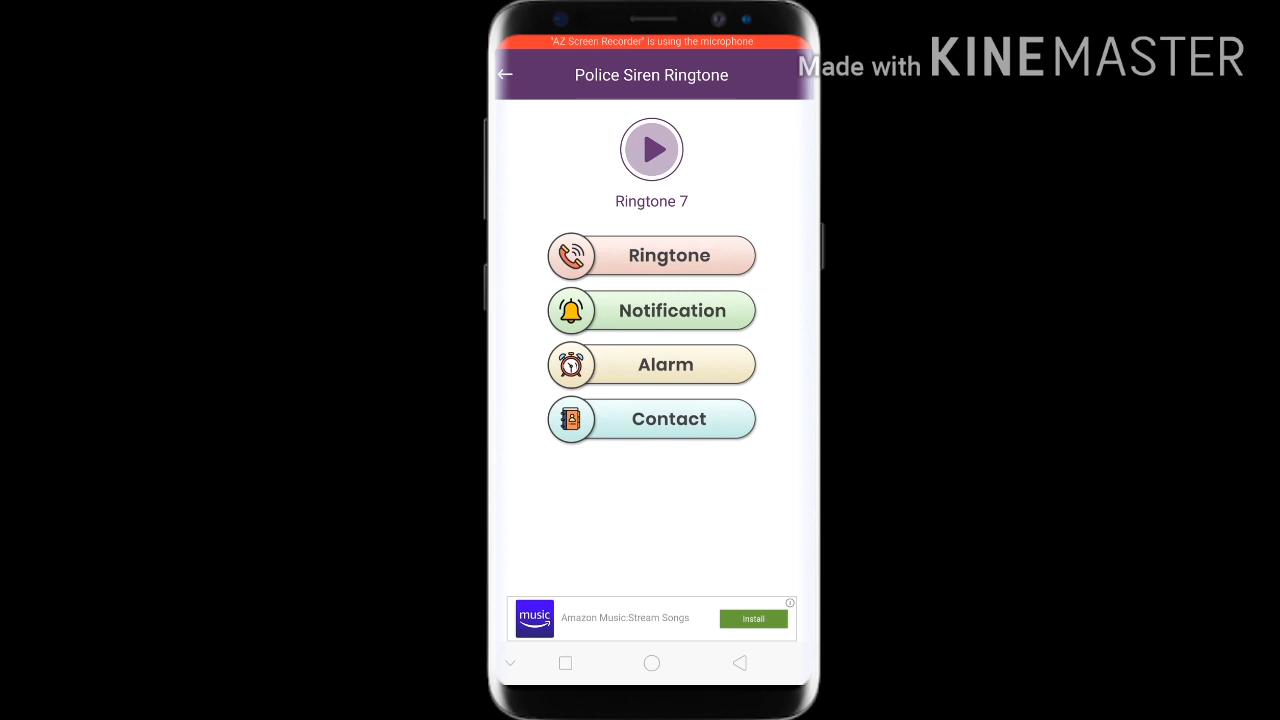 "AZ Screen Recorder" is using the microphone
Made with KINEMASTER
Police Siren Ringtone
Ringtone 7
Ringtone
Notification
Alarm
Contact
music
Amazon Music:Stream Songs
Install